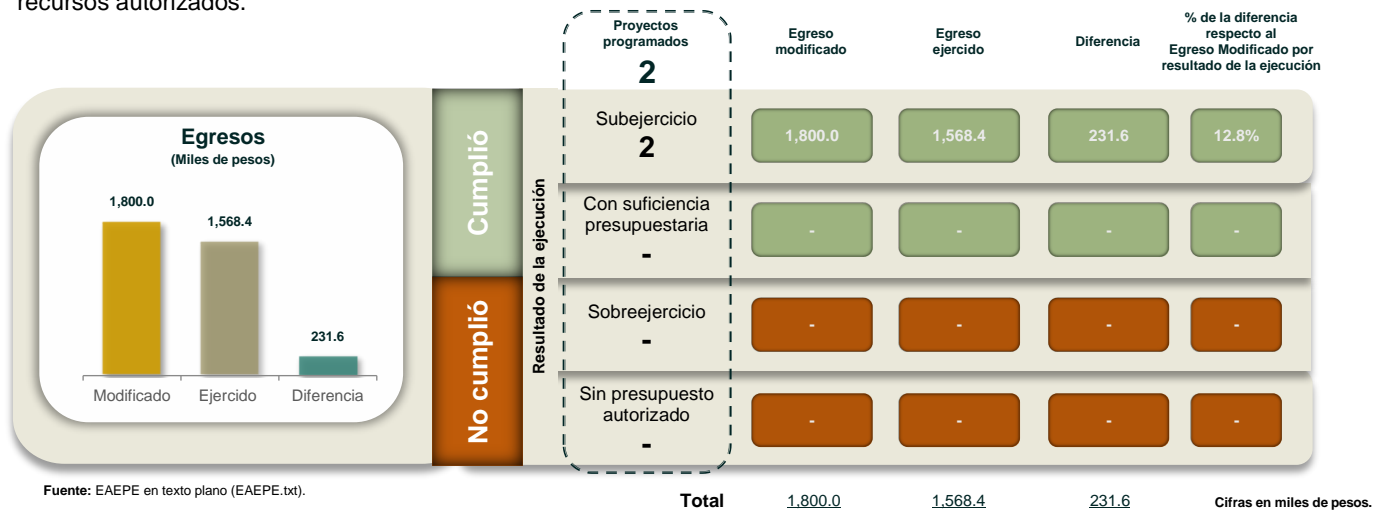 recursos autorizados.
Proyectos
programados
2
Egreso
modificado
Egreso
ejercido
Diferencia
% de la diferencia
respecto al
Egreso Modificado por
resultado de la ejecución
Egresos
(Miles de pesos)
1,800.0
1,568.4
231.6
Modificado
Ejercido
Diferencia
Cumplió
No cumplió
Resultado de la ejecución
Subejercicio
2
1,800.0
1,568.4
231.6
12.8%
Con suficiencia
presupuestaria
-
-
-
-
-
Sobreejercicio
-
-
-
-
-
Sin presupuesto
autorizado
-
-
-
-
-
Fuente: EAEPE en texto plano (EAEPE.txt).
Total
1,800.0
1,568.4
231.6
Cifras en miles de pesos.